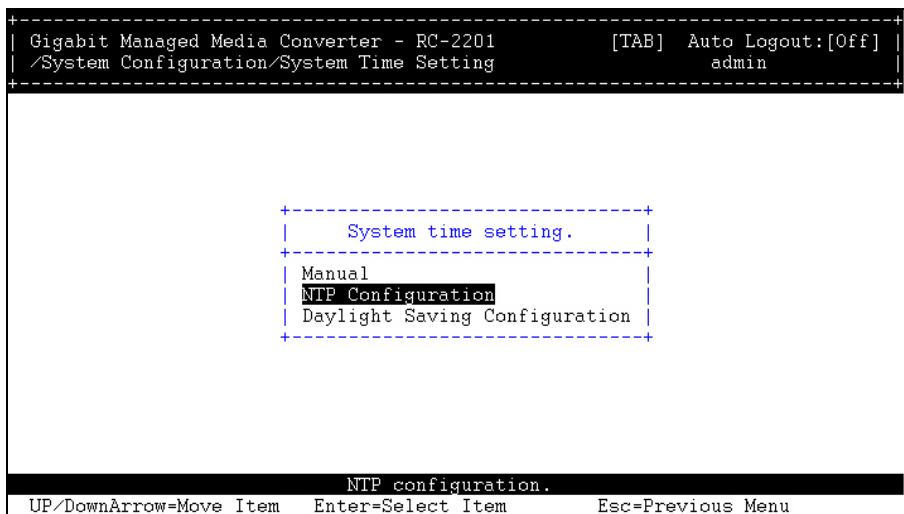 Gigabit Managed Media Converter - RC-2201 [TAB] Auto Logout:[Off]
/System Configuration/System Time Setting admin
System time setting.
Manual
NTP Configuration
Daylight Saving Configuration
NTP configuration.
UP/DownArrow=Move Item Enter=Select Item Esc=Previous Menu